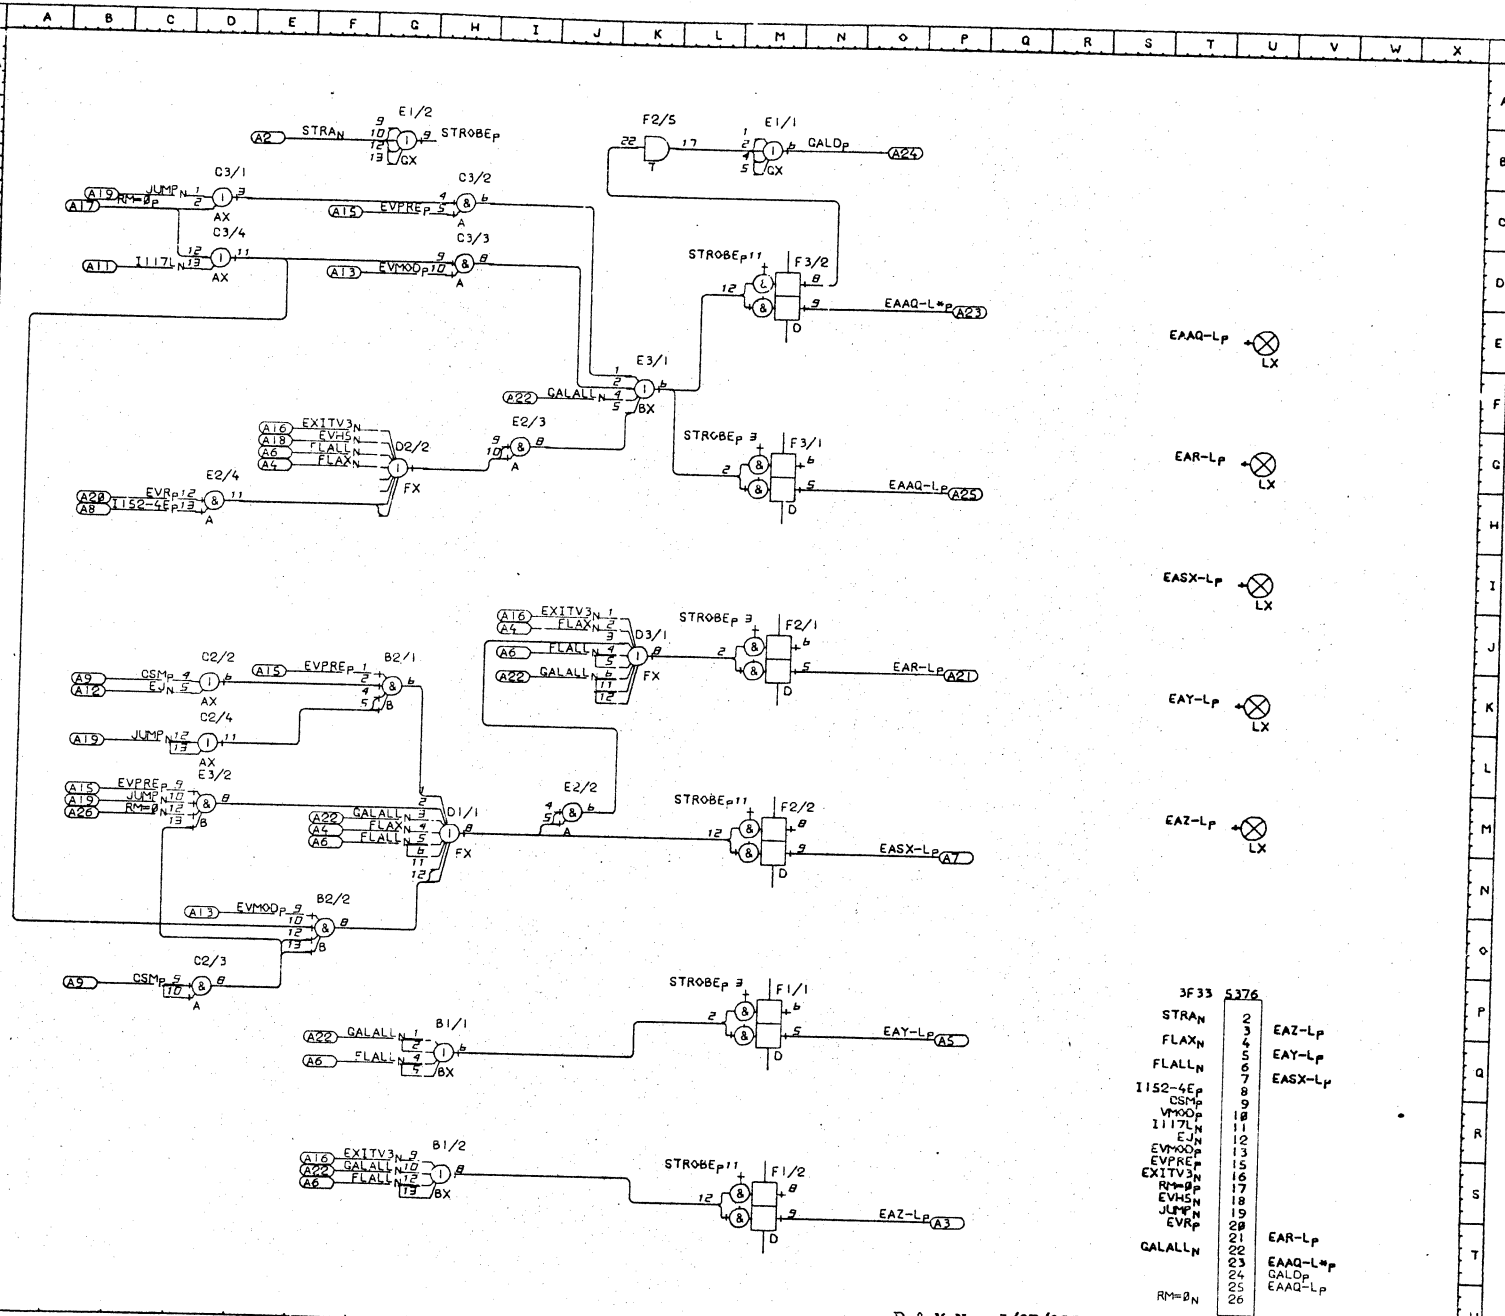 A B C D E F G H I J K L M N O P Q R S T U V W X
E1/2
A2 STRAN 9 10 12 13 GX 9 STROBEP
F2/5 22 17 T
E1/1 1 2 4 5 GX 6 GALDP A24
C3/1
A19 JUMPN 1 3
A17 RM=0P 2 AX
C3/2
A15 EVPREP 4 5 6 A
C3/4
A11 I117LN 12 13 11 AX
C3/3
A13 EVMODP 9 10 8 A
STROBEP 11 F3/2
12 8
9 EAAQ-L*P A23
D
EAAQ-LP LX
E3/1
1 2 6
A22 GALALLN 4 5 BX
A16 EXITV3N
A18 EVHSN
A6 FLALLN
A4 FLAXN
D2/2 FX
E2/3 9 10 8 A
STROBEP 3 F3/1
2 6
5 EAAQ-LP A25
D
EAR-LP LX
E2/4
A20 EVRP 12 11
A8 I152-4EP 13 A
EASX-LP LX
A16 EXITV3N 1
A4 FLAXN 2
3 D3/1
A6 FLALLN 4 8
5 FX
A22 GALALLN 6
11
12
STROBEP 3 F2/1
2 6
5 EAR-LP A21
D
C2/2
A9 CSMP 4 6
A12 EJN 5 AX
A15 EVPREP 1 B2/1
2 6
4
5 B
EAY-LP LX
C2/4
A19 JUMPN 12 11
13 AX
E3/2
A15 EVPREP 9
A19 JUMPN 10 8
A26 RM=0N 12
13 B
1
2 D1/1
A22 GALALLN 3
A4 FLAXN 4 8
A6 FLALLN 5
6 FX
11
12
E2/2 4 5 6 A
STROBEP 11 F2/2
12 8
9 EASX-LP A7
D
EAZ-LP LX
B2/2
A13 EVMODP 9
10 8
12
13 B
C2/3
A9 CSMP 9 8
10 A
STROBEP 3 F1/1
2 6
5 EAY-LP A5
D
B1/1
A22 GALALLN 1
2 6
A6 FLALLN 4
5 BX
B1/2
A16 EXITV3N 9
A22 GALALLN 10 8
A6 FLALLN 12
13 BX
STROBEP 11 F1/2
12 8
9 EAZ-LP A3
D
3F33 S376
STRAN 2
3 EAZ-LP
FLAXN 4
5 EAY-LP
FLALLN 6
7 EASX-LP
I152-4EP 8
CSMP 9
VMODP 10
I117LN 11
EJN 12
EVMODP 13
EVPREP 15
EXITV3N 16
RM=0P 17
EVHSN 18
JUMPN 19
EVRP 20
21 EAR-LP
GALALLN 22
23 EAAQ-L*P
24 GALDP
25 EAAQ-LP
RM=0N 26
A B C D E F G H I J K L M N O P Q R S T